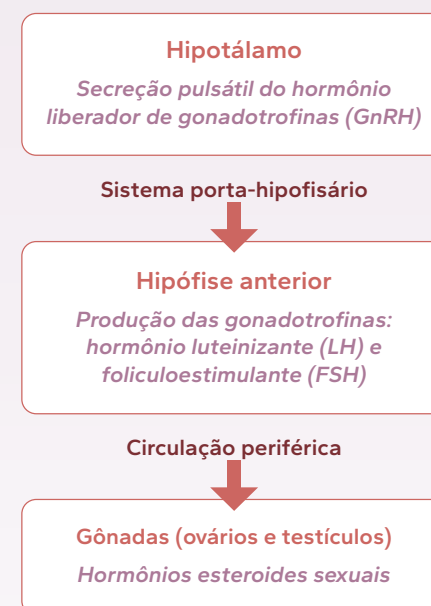 Hipotálamo
Secreção pulsátil do hormônio
liberador de gonadotrofinas (GnRH)
Sistema porta-hipofisário
Hipófise anterior
Produção das gonadotrofinas:
hormônio luteinizante (LH) e
foliculoestimulante (FSH)
Circulação periférica
Gônadas (ovários e testículos)
Hormônios esteroides sexuais